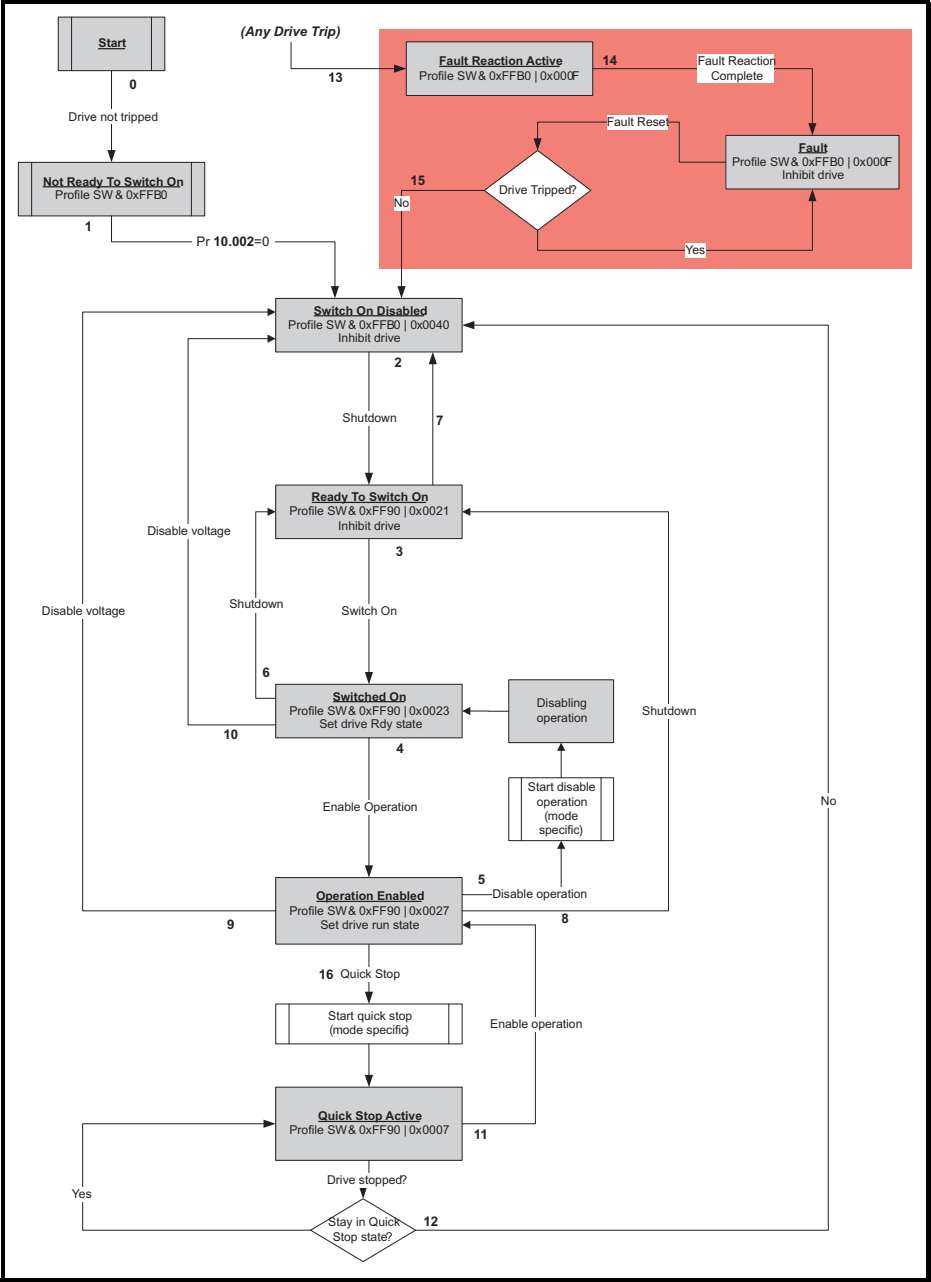 Start
0
Drive not tripped
Not Ready To Switch On
Profile SW & 0xFFB0
1
Pr 10.002=0
(Any Drive Trip)
13
Fault Reaction Active
Profile SW & 0xFFB0 | 0x000F
14
Fault Reaction
Complete
Fault Reset
Fault
Profile SW & 0xFFB0 | 0x000F
Inhibit drive
Drive Tripped?
15
No
Yes
Switch On Disabled
Profile SW & 0xFFB0 | 0x0040
Inhibit drive
2
Shutdown
7
Ready To Switch On
Profile SW & 0xFF90 | 0x0021
Inhibit drive
3
Disable voltage
Disable voltage
Shutdown
Switch On
6
Switched On
Profile SW & 0xFF90 | 0x0023
Set drive Rdy state
10
4
Disabling
operation
Shutdown
Start disable
operation
(mode
specific)
Enable Operation
No
5
Disable operation
Operation Enabled
Profile SW & 0xFF90 | 0x0027
Set drive run state
9
8
16 Quick Stop
Start quick stop
(mode specific)
Enable operation
Quick Stop Active
Profile SW & 0xFF90 | 0x0007
11
Drive stopped?
Yes
Stay in Quick
Stop state?
12